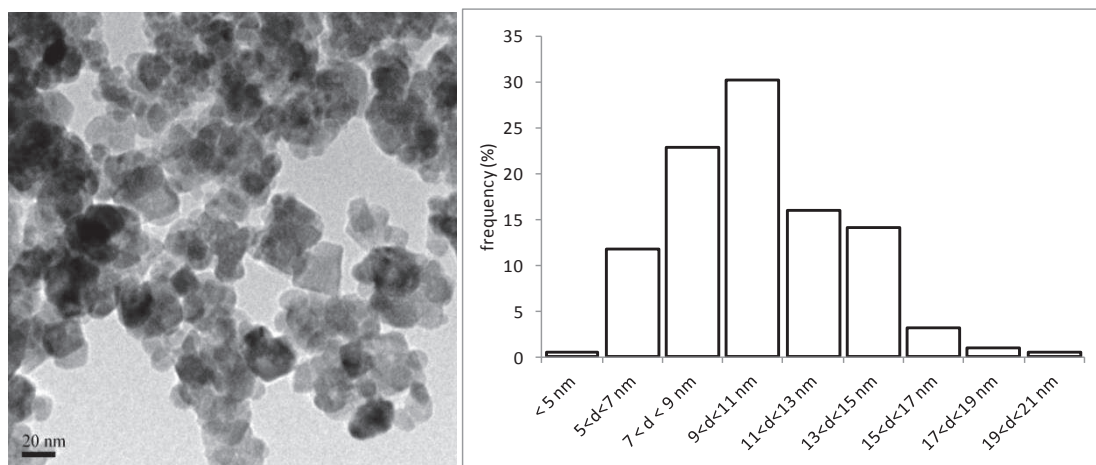 20 nm
35
30
25
20
15
10
5
0
frequency (%)
< 5 nm
5<d<7 nm
7 < d < 9 nm
9<d<11 nm
11<d<13 nm
13<d<15 nm
15<d<17 nm
17<d<19 nm
19<d<21 nm